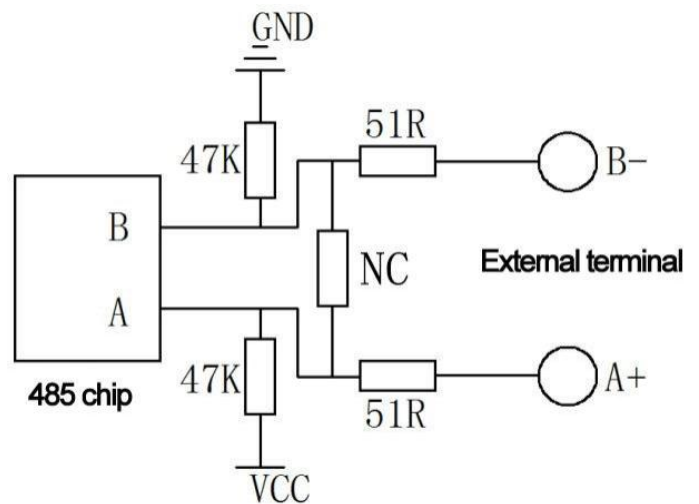 GND
51R
47K
B-
B
NC
External terminal
A
47K
A+
485 chip
51R
VCC